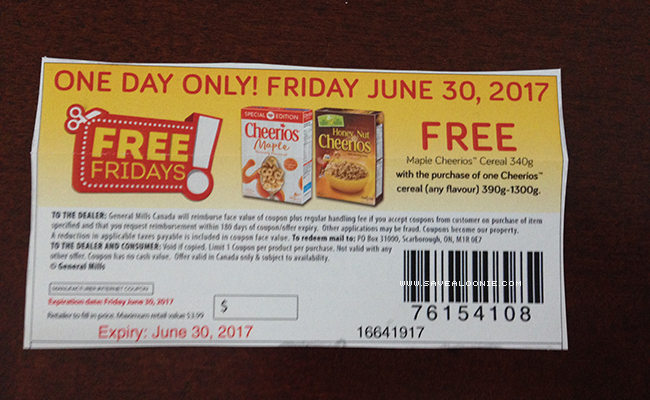 ONE DAY ONLY! FRIDAY JUNE 30, 2017
FREE
FRIDAYS
SPECIAL EDITION
Cheerios
Maple
Honey Nut
Cheerios
FREE
Maple Cheerios™ Cereal 340g
with the purchase of one Cheerios™
cereal (any flavour) 390g-1300g.
TO THE DEALER: General Mills Canada will reimburse face value of coupon plus regular handling fee if you accept coupons from customer on purchase of item
specified and that you request reimbursement within 180 days of coupon/offer expiry. Other applications may be fraud. Coupons become our property.
A reduction in applicable taxes payable is included in coupon face value. To redeem mail to: PO Box 31000, Scarborough, ON, M1R 0E7
TO THE DEALER AND CONSUMER: Void if copied. Limit 1 Coupon per product per purchase. Not valid with any
other offer. Coupon has no cash value. Offer valid in Canada only & subject to availability.
© General Mills
MANUFACTURER INTERNET COUPON
Expiration date: Friday June 30, 2017
Retailer to fill in price. Maximum retail value $3.99
$
Expiry: June 30, 2017
WWW.SAVEALOONIE.COM
76154108
16641917